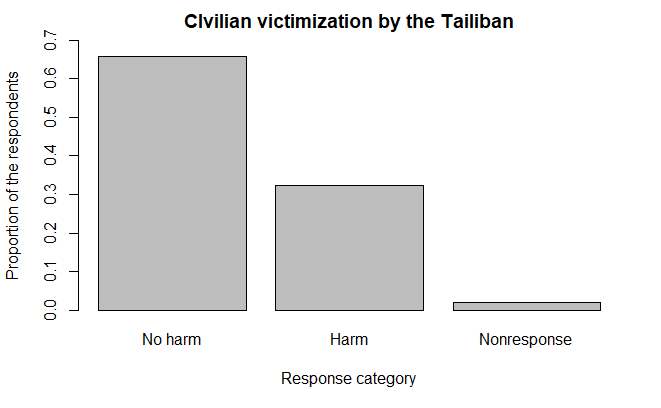 CIvilian victimization by the Tailiban
Proportion of the respondents
0.7
0.6
0.5
0.4
0.3
0.2
0.1
0.0
No harm Harm Nonresponse
Response category